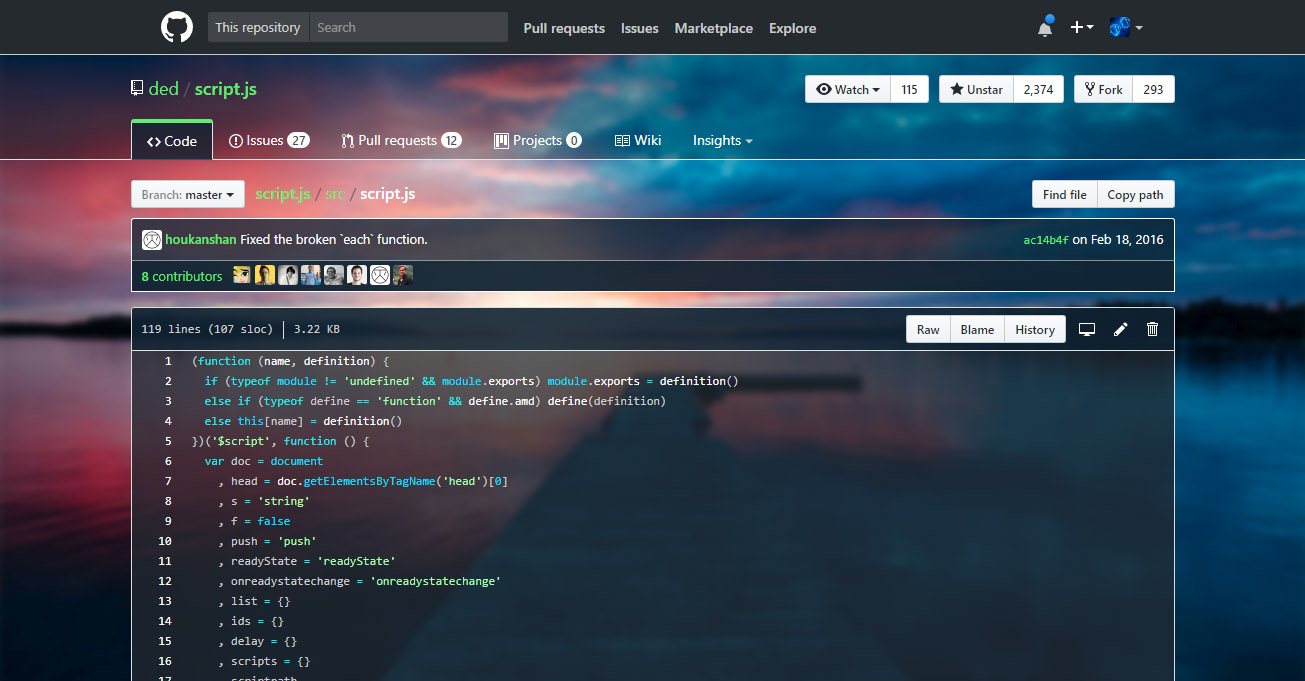 This repository Search Pull requests Issues Marketplace Explore
ded / script.js Watch 115 Unstar 2,374 Fork 293
Code Issues 27 Pull requests 12 Projects 0 Wiki Insights
Branch: master script.js / src / script.js Find file Copy path
houkanshan Fixed the broken `each` function. ac14b4f on Feb 18, 2016
8 contributors
119 lines (107 sloc) 3.22 KB Raw Blame History
1 (function (name, definition) {
2 if (typeof module != 'undefined' && module.exports) module.exports = definition()
3 else if (typeof define == 'function' && define.amd) define(definition)
4 else this[name] = definition()
5 })('$script', function () {
6 var doc = document
7 , head = doc.getElementsByTagName('head')[0]
8 , s = 'string'
9 , f = false
10 , push = 'push'
11 , readyState = 'readyState'
12 , onreadystatechange = 'onreadystatechange'
13 , list = {}
14 , ids = {}
15 , delay = {}
16 , scripts = {}
17 , scriptpath